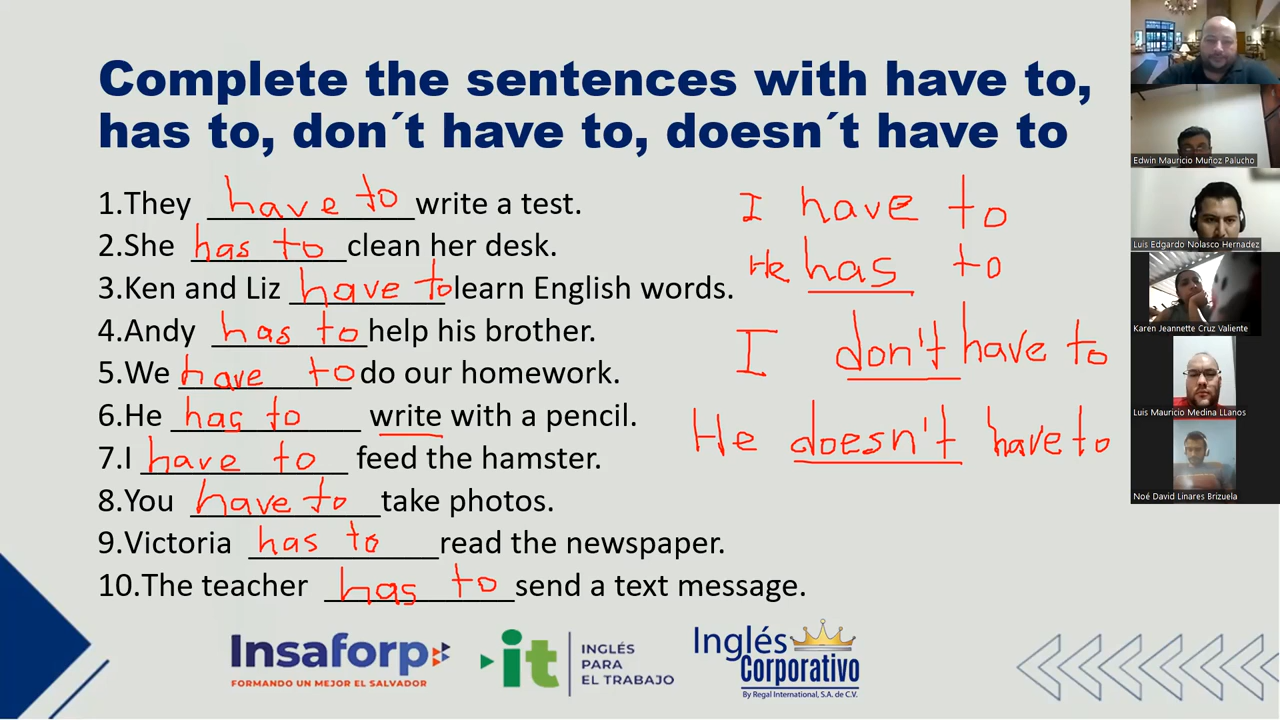 Complete the sentences with have to,
has to, don´t have to, doesn´t have to
1.They have to write a test.
2.She has to clean her desk.
3.Ken and Liz have to learn English words.
4.Andy has to help his brother.
5.We have to do our homework.
6.He has to write with a pencil.
7.I have to feed the hamster.
8.You have to take photos.
9.Victoria has to read the newspaper.
10.The teacher has to send a text message.
I have to
He has to
I don't have to
He doesn't have to
Insaforp
FORMANDO UN MEJOR EL SALVADOR
it
INGLÉS
PARA
EL TRABAJO
Inglés
Corporativo
By Regal International, S.A. de C.V.
Edwin Mauricio Muñoz Palucho
Luis Edgardo Nolasco Hernadez
Karen Jeannette Cruz Valiente
Luis Mauricio Medina LLanos
Noé David Linares Brizuela